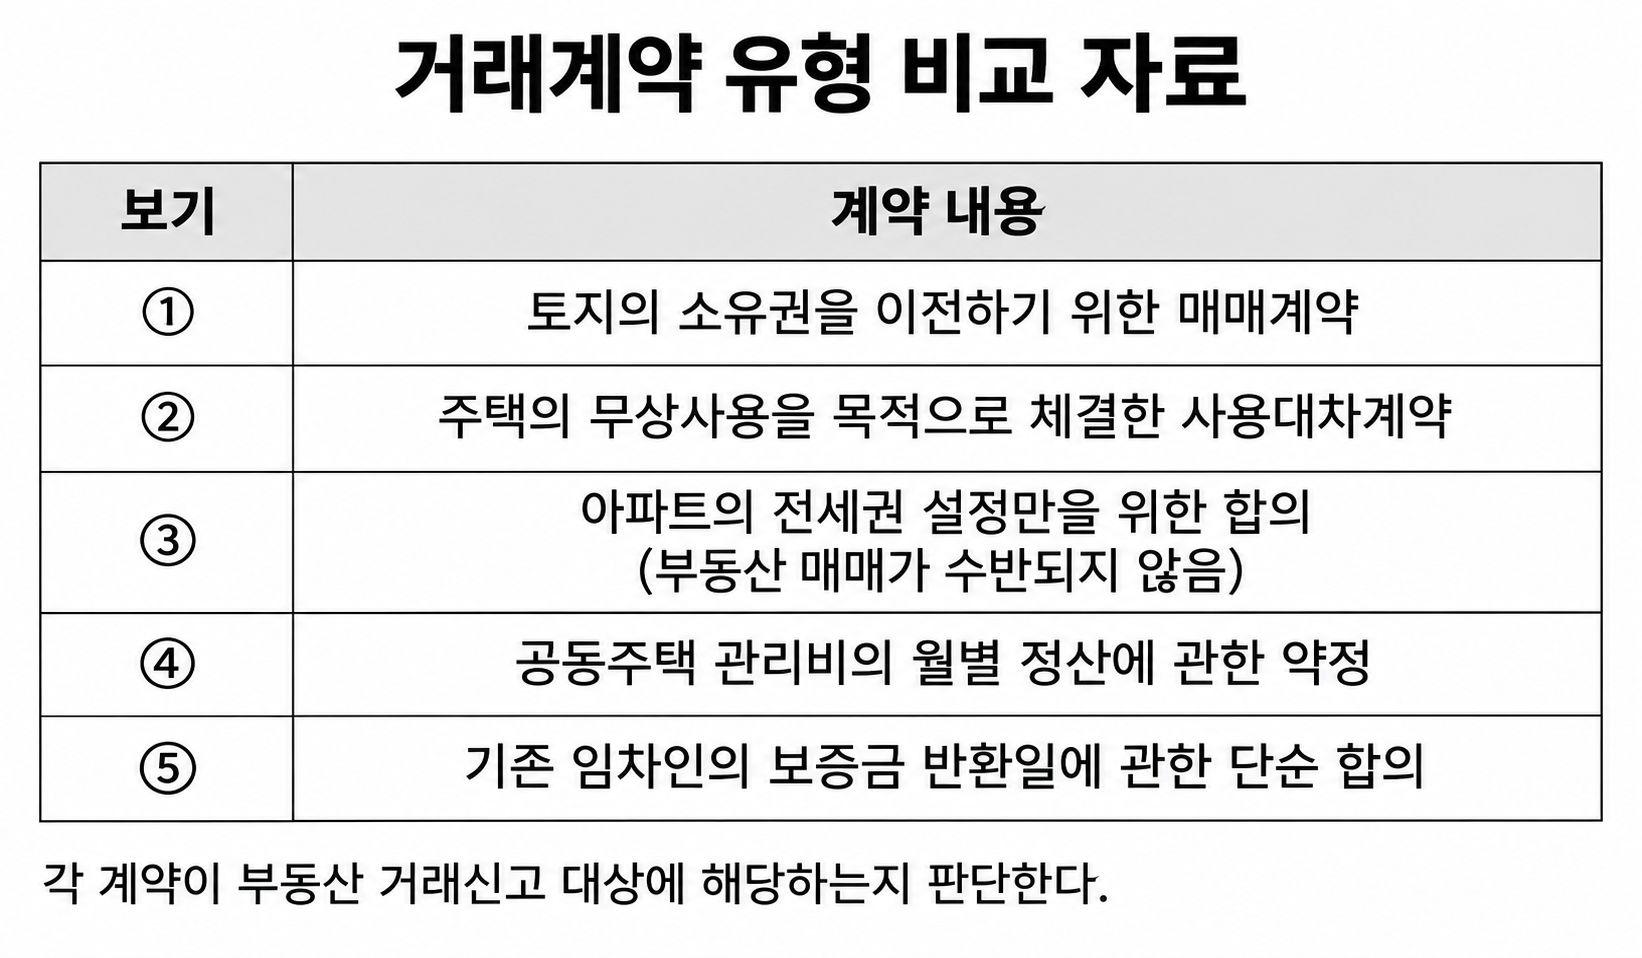 거래계약 유형 비교 자료
보기 계약 내용
① 토지의 소유권을 이전하기 위한 매매계약
② 주택의 무상사용을 목적으로 체결한 사용대차계약
③ 아파트의 전세권 설정만을 위한 합의
(부동산 매매가 수반되지 않음)
④ 공동주택 관리비의 월별 정산에 관한 약정
⑤ 기존 임차인의 보증금 반환일에 관한 단순 합의
각 계약이 부동산 거래신고 대상에 해당하는지 판단한다.